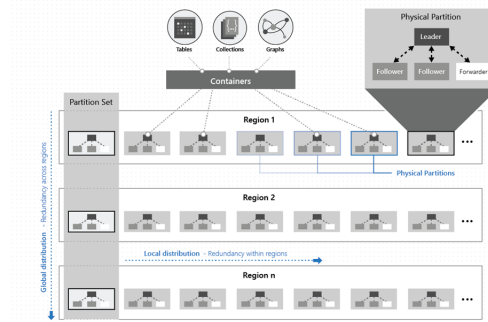 Physical Partition
Leader
Follower
Follower
Forwarder
Tables
Collections
Graphs
Containers
Partition Set
Region 1
Physical Partitions
Region 2
Local distribution - Redundancy within regions
Region n
Global distribution - Redundancy across regions